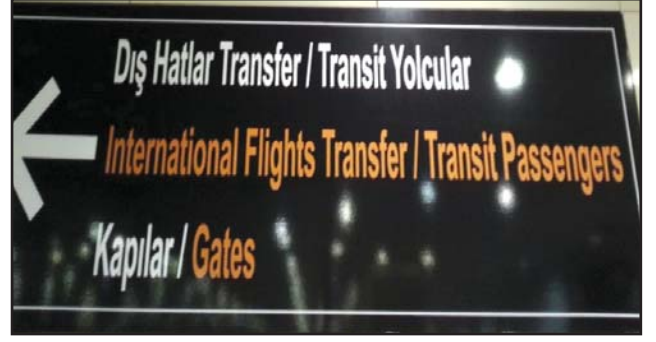 Dış Hatlar Transfer / Transit Yolcular
International Flights Transfer / Transit Passengers
Kapılar / Gates